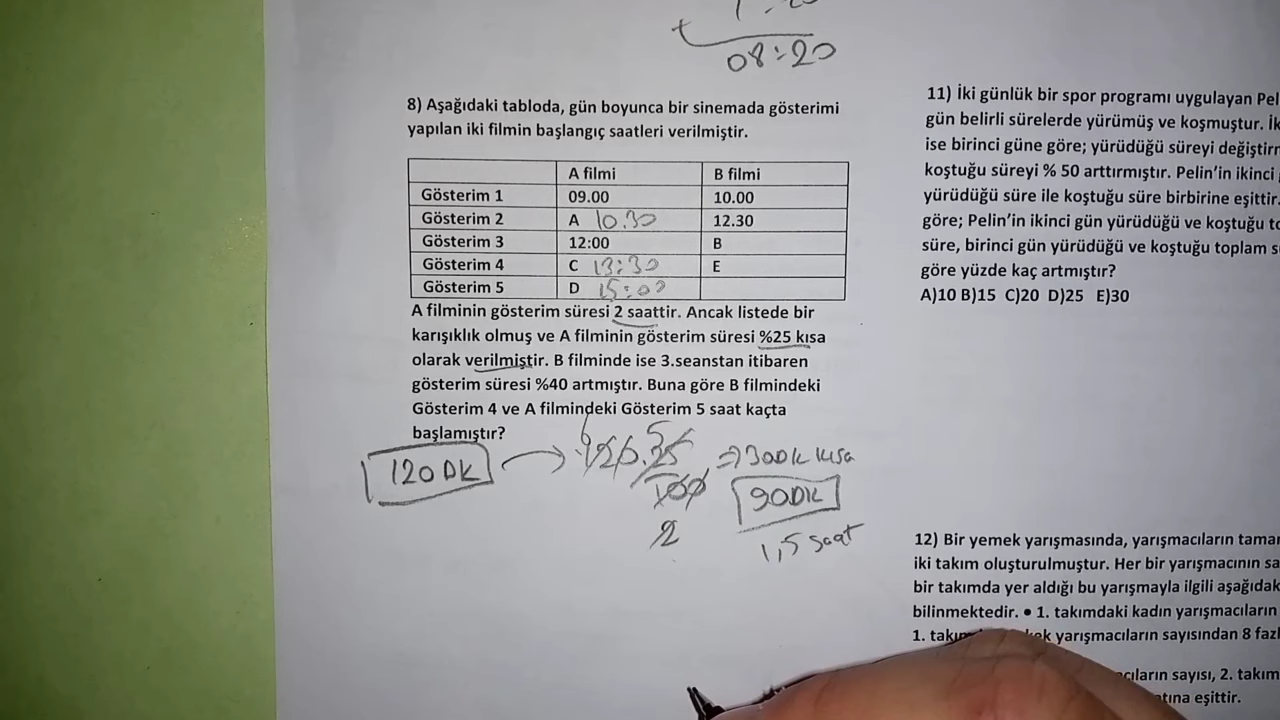 08:20
8) Aşağıdaki tabloda, gün boyunca bir sinemada gösterimi
yapılan iki filmin başlangıç saatleri verilmiştir.
A filmi B filmi
Gösterim 1 09.00 10.00
Gösterim 2 A 10.30 12.30
Gösterim 3 12:00 B
Gösterim 4 C 13:30 E
Gösterim 5 D 15:00
A filminin gösterim süresi 2 saattir. Ancak listede bir
karışıklık olmuş ve A filminin gösterim süresi %25 kısa
olarak verilmiştir. B filminde ise 3.seanstan itibaren
gösterim süresi %40 artmıştır. Buna göre B filmindeki
Gösterim 4 ve A filmindeki Gösterim 5 saat kaçta
başlamıştır?
120 DK
6 5
120.25 ⇒ 30DK kısa
100
90DK
2
1,5 saat
11) İki günlük bir spor programı uygulayan Pel
gün belirli sürelerde yürümüş ve koşmuştur. İk
ise birinci güne göre; yürüdüğü süreyi değiştirm
koştuğu süreyi % 50 arttırmıştır. Pelin'in ikinci
yürüdüğü süre ile koştuğu süre birbirine eşittir.
göre; Pelin'in ikinci gün yürüdüğü ve koştuğu to
süre, birinci gün yürüdüğü ve koştuğu toplam s
göre yüzde kaç artmıştır?
A)10 B)15 C)20 D)25 E)30
12) Bir yemek yarışmasında, yarışmacıların tamar
iki takım oluşturulmuştur. Her bir yarışmacının sa
bir takımda yer aldığı bu yarışmayla ilgili aşağıdak
bilinmektedir. • 1. takımdaki kadın yarışmacıların
1. yarışmacıların sayısından 8 fazl
sayısı, 2. takım
eşittir.